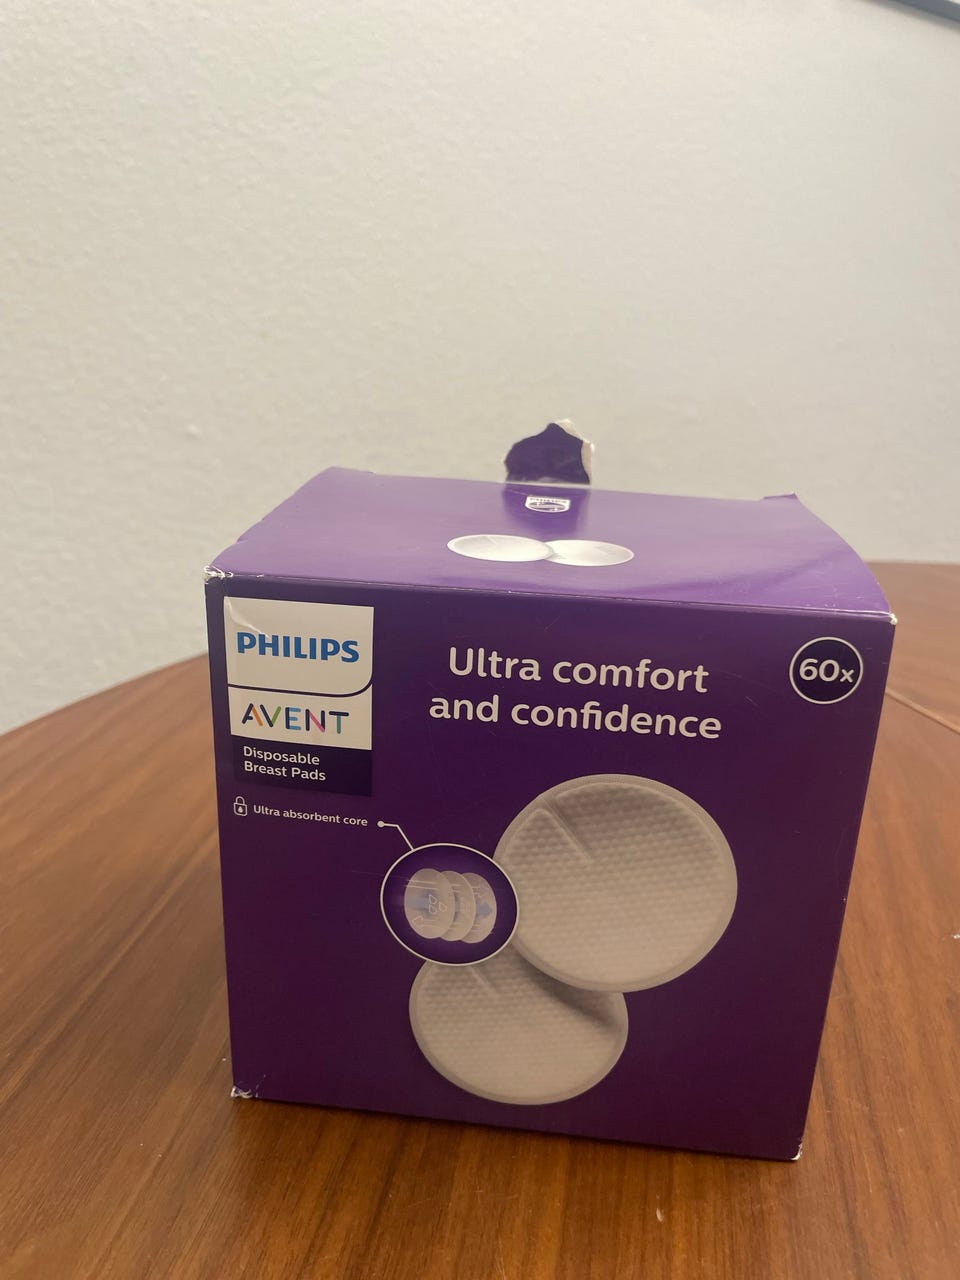 PHILIPS
AVENT
Disposable
Breast Pads
Ultra absorbent core
Ultra comfort
and confidence
60x